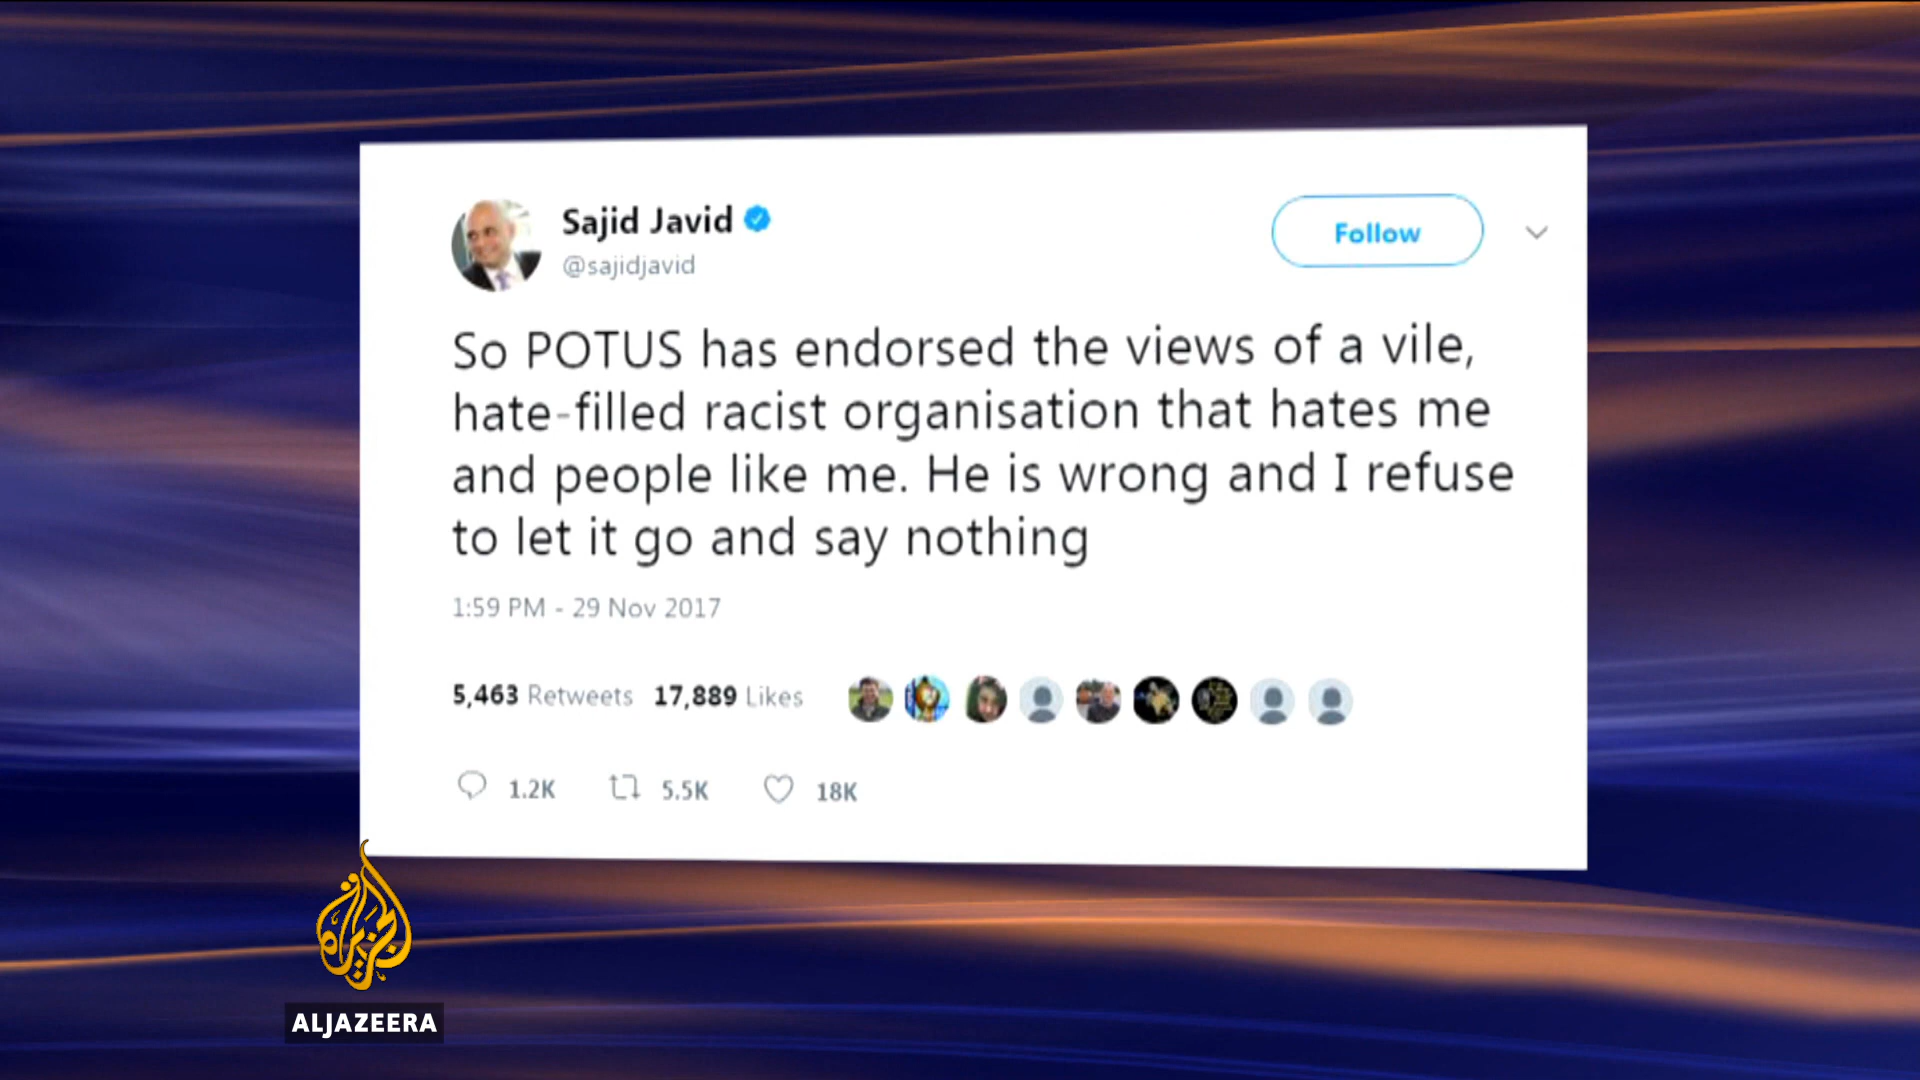 Sajid Javid
@sajidjavid
Follow
So POTUS has endorsed the views of a vile,
hate-filled racist organisation that hates me
and people like me. He is wrong and I refuse
to let it go and say nothing
1:59 PM - 29 Nov 2017
5,463 Retweets 17,889 Likes
1.2K 5.5K 18K
الجزيرة
ALJAZEERA